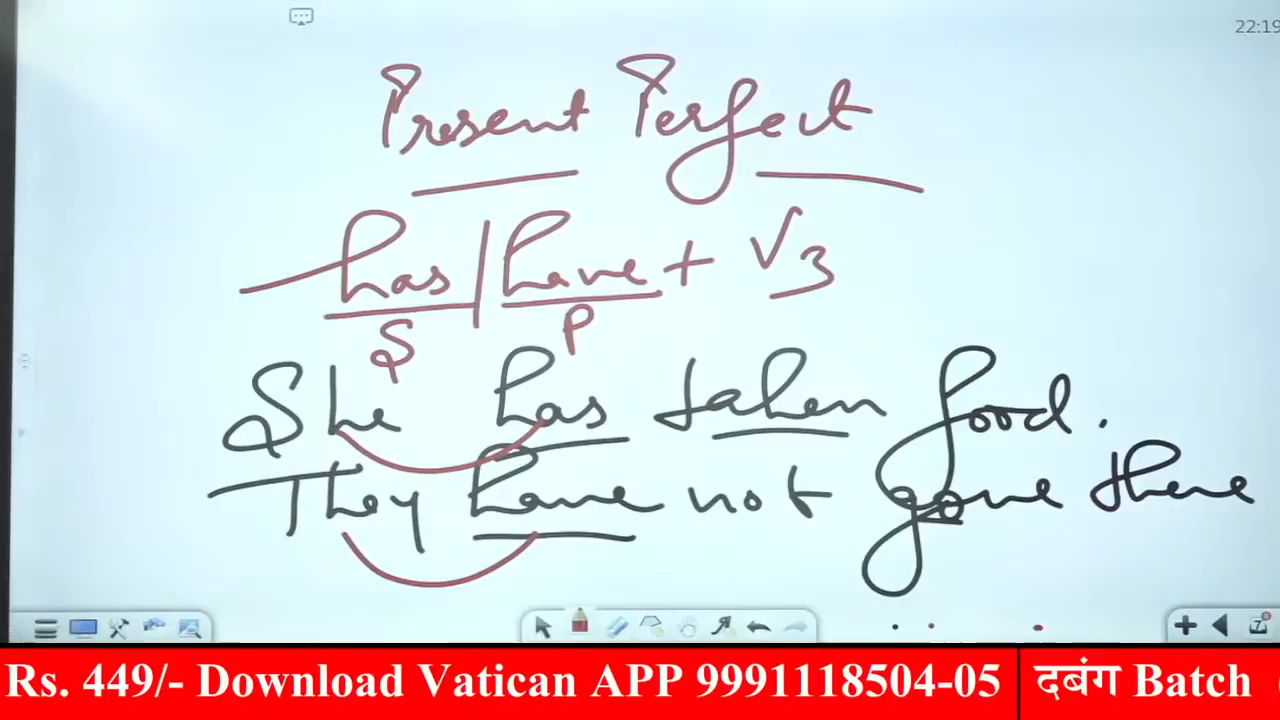 22:19
Present Perfect
has/have + V3
S P
She has taken food.
They have not gone there
Rs. 449/- Download Vatican APP 9991118504-05 दबंग Batch